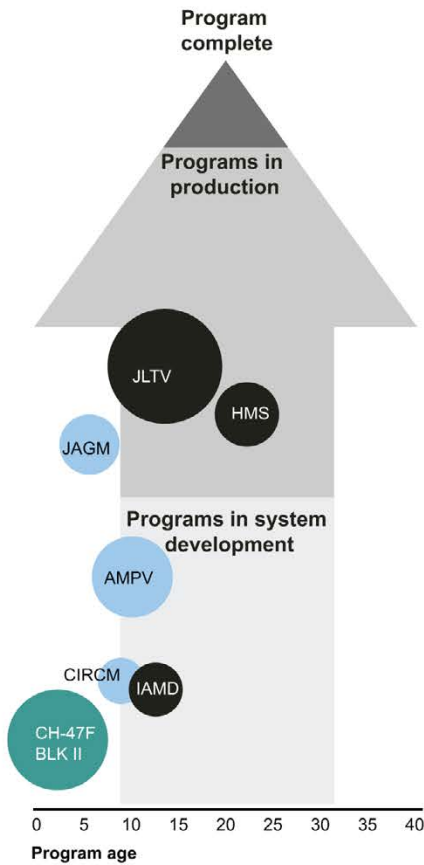 Program
complete
Programs in
production
JLTV
HMS
JAGM
Programs in system
development
AMPV
CIRCM
IAMD
CH-47F
BLK II
0 5 10 15 20 25 30 35 40
Program age